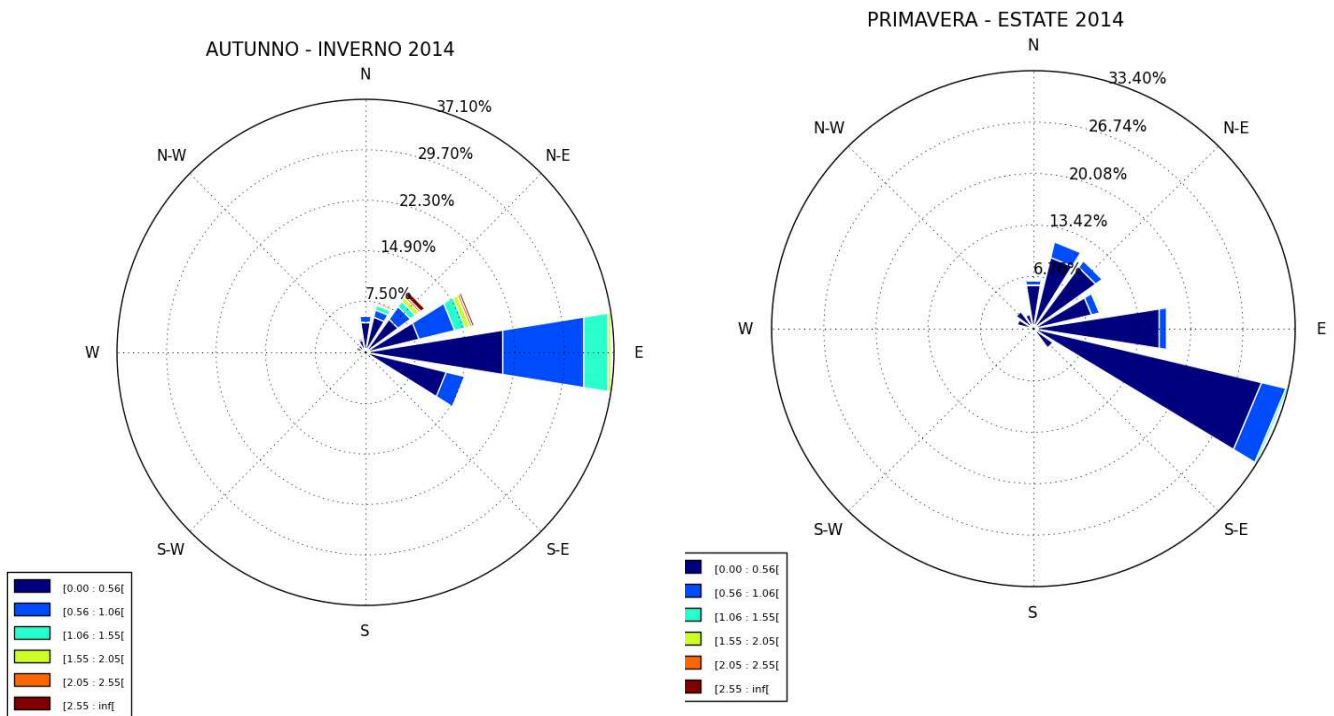 AUTUNNO - INVERNO 2014
N
37.10%
29.70%
22.30%
14.90%
7.50%
N-W
N-E
W
E
S-W
S-E
S
[0.00 : 0.56[
[0.56 : 1.06[
[1.06 : 1.55[
[1.55 : 2.05[
[2.05 : 2.55[
[2.55 : inf[
PRIMAVERA - ESTATE 2014
N
33.40%
26.74%
20.08%
13.42%
N-W
N-E
W
E
S-W
S-E
S
[0.00 : 0.56[
[0.56 : 1.06[
[1.06 : 1.55[
[1.55 : 2.05[
[2.05 : 2.55[
[2.55 : inf[